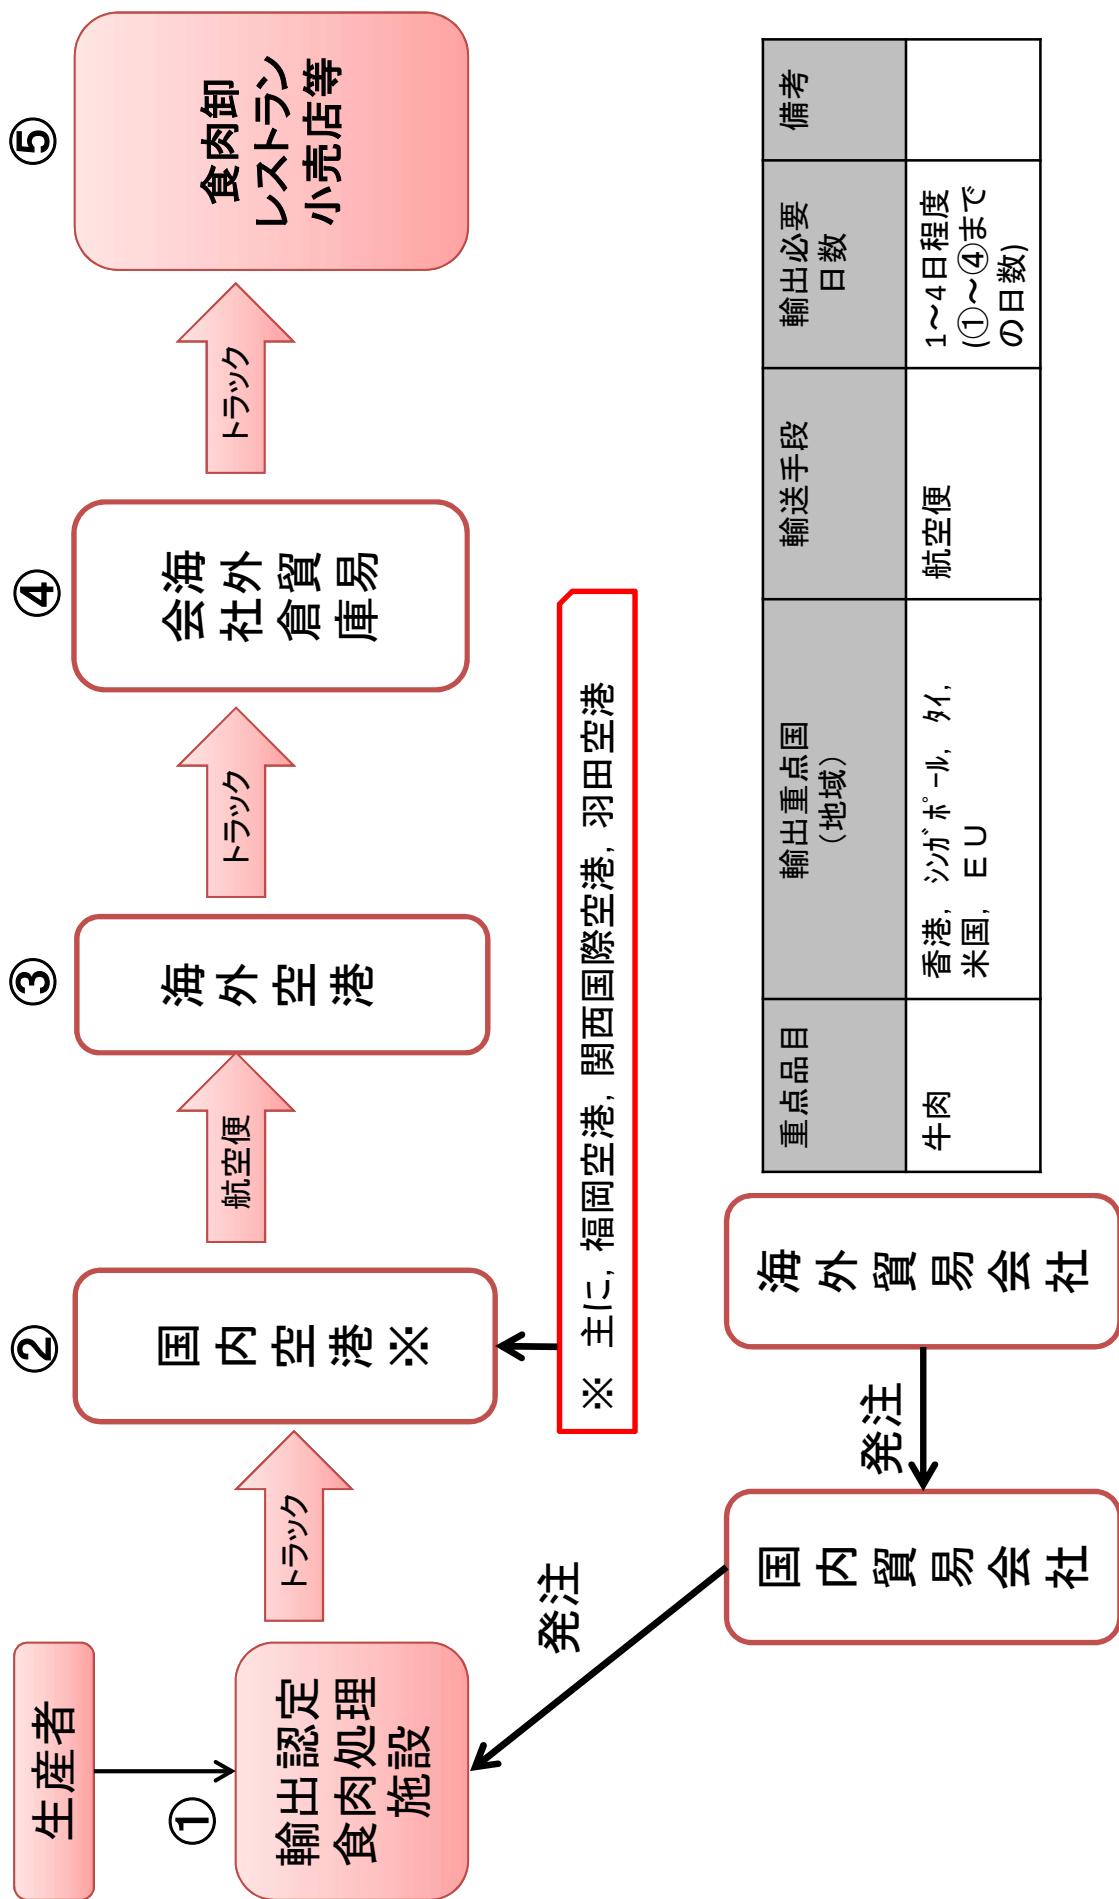 生産者
①
輸出認定
食肉処理
施設
トラック
②
国内空港※
航空便
③
海外空港
トラック
④
海外貿易
会社倉庫
トラック
⑤
食肉卸
レストラン
小売店等
※ 主に，福岡空港，関西国際空港，羽田空港
発注
国内貿易会社
発注
海外貿易会社
重点品目
輸出重点国
（地域）
輸送手段
輸出必要
日数
備考
牛肉
香港，ｼﾝｶﾞﾎﾟｰﾙ，ﾀｲ，
米国，ＥＵ
航空便
1～4日程度
(①～④まで
の日数)